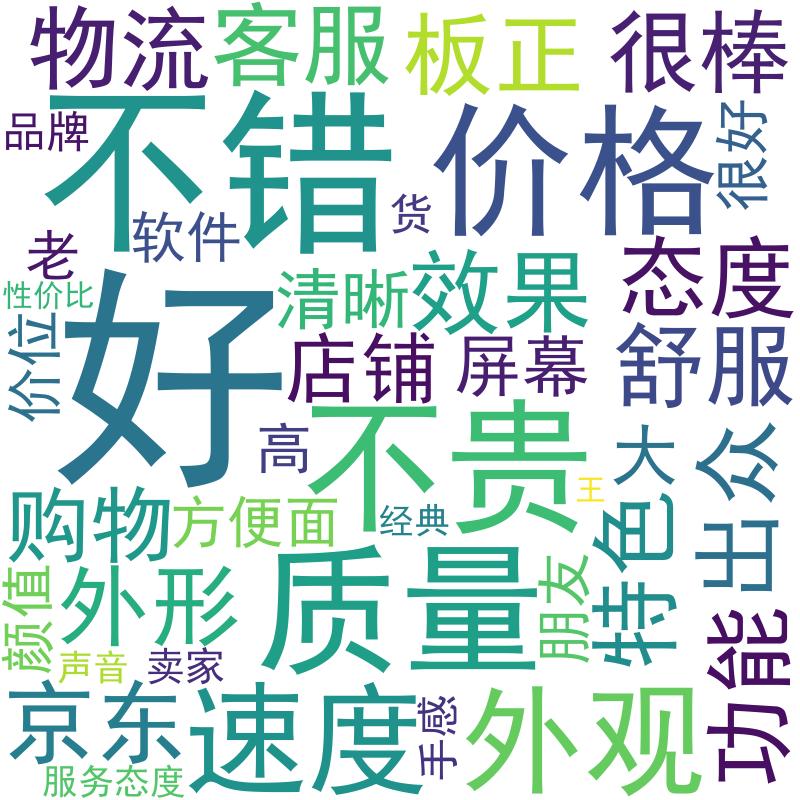 物流
客服
板正
很棒
品牌
不错
价格
很好
货
软件
老
态度
性价比
清晰
效果
好
价位
店铺
屏幕
舒服
不贵
高
大
出众
购物
方便面
经典
王
特色
质量
外形
颜值
朋友
功能
声音
卖家
京东
速度
手感
外观
服务态度